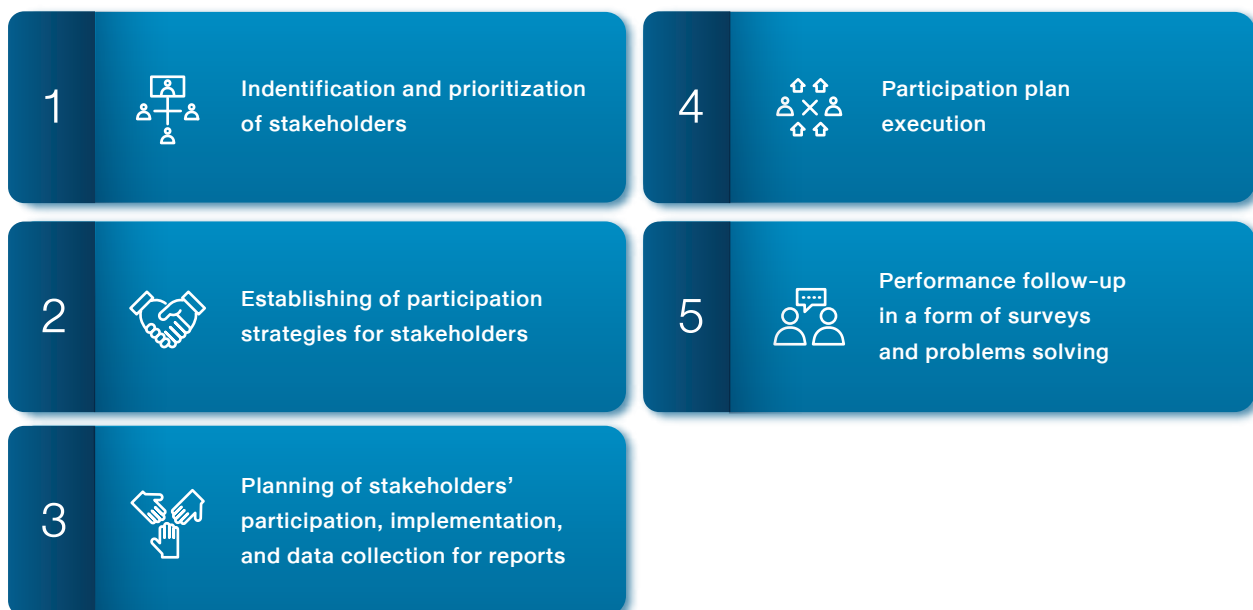 1
Indentification and prioritization
of stakeholders
2
Establishing of participation
strategies for stakeholders
3
Planning of stakeholders’
participation, implementation,
and data collection for reports
4
Participation plan
execution
5
Performance follow-up
in a form of surveys
and problems solving